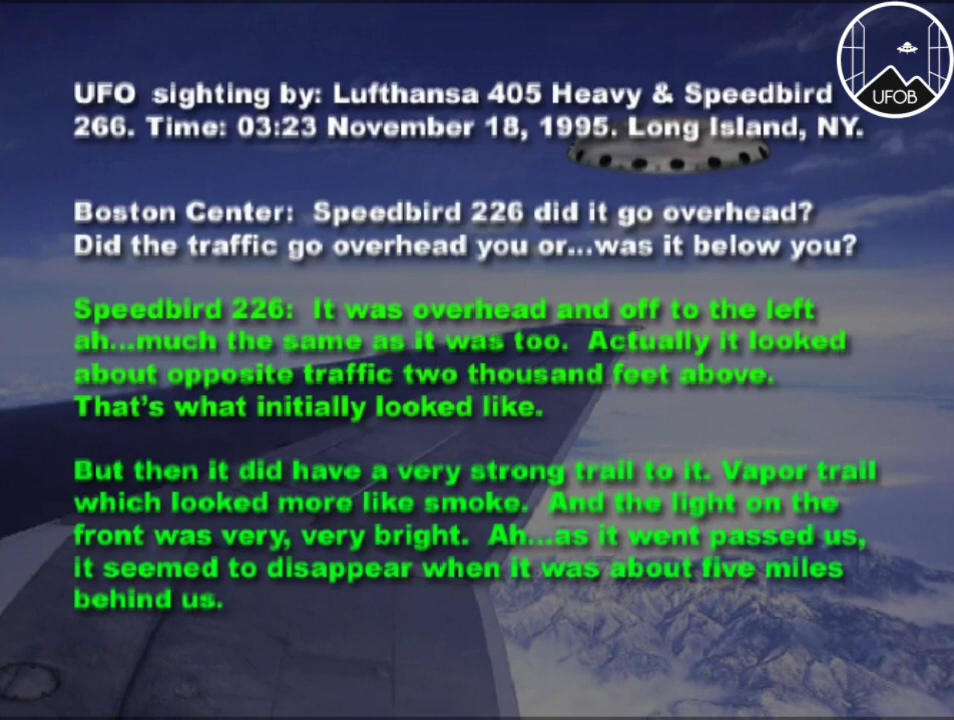 UFOB
UFO sighting by: Lufthansa 405 Heavy & Speedbird
266. Time: 03:23 November 18, 1995. Long Island, NY.
Boston Center: Speedbird 226 did it go overhead?
Did the traffic go overhead you or...was it below you?
Speedbird 226: It was overhead and off to the left
ah...much the same as it was too. Actually it looked
about opposite traffic two thousand feet above.
That's what initially looked like.
But then it did have a very strong trail to it. Vapor trail
which looked more like smoke. And the light on the
front was very, very bright. Ah...as it went passed us,
it seemed to disappear when it was about five miles
behind us.